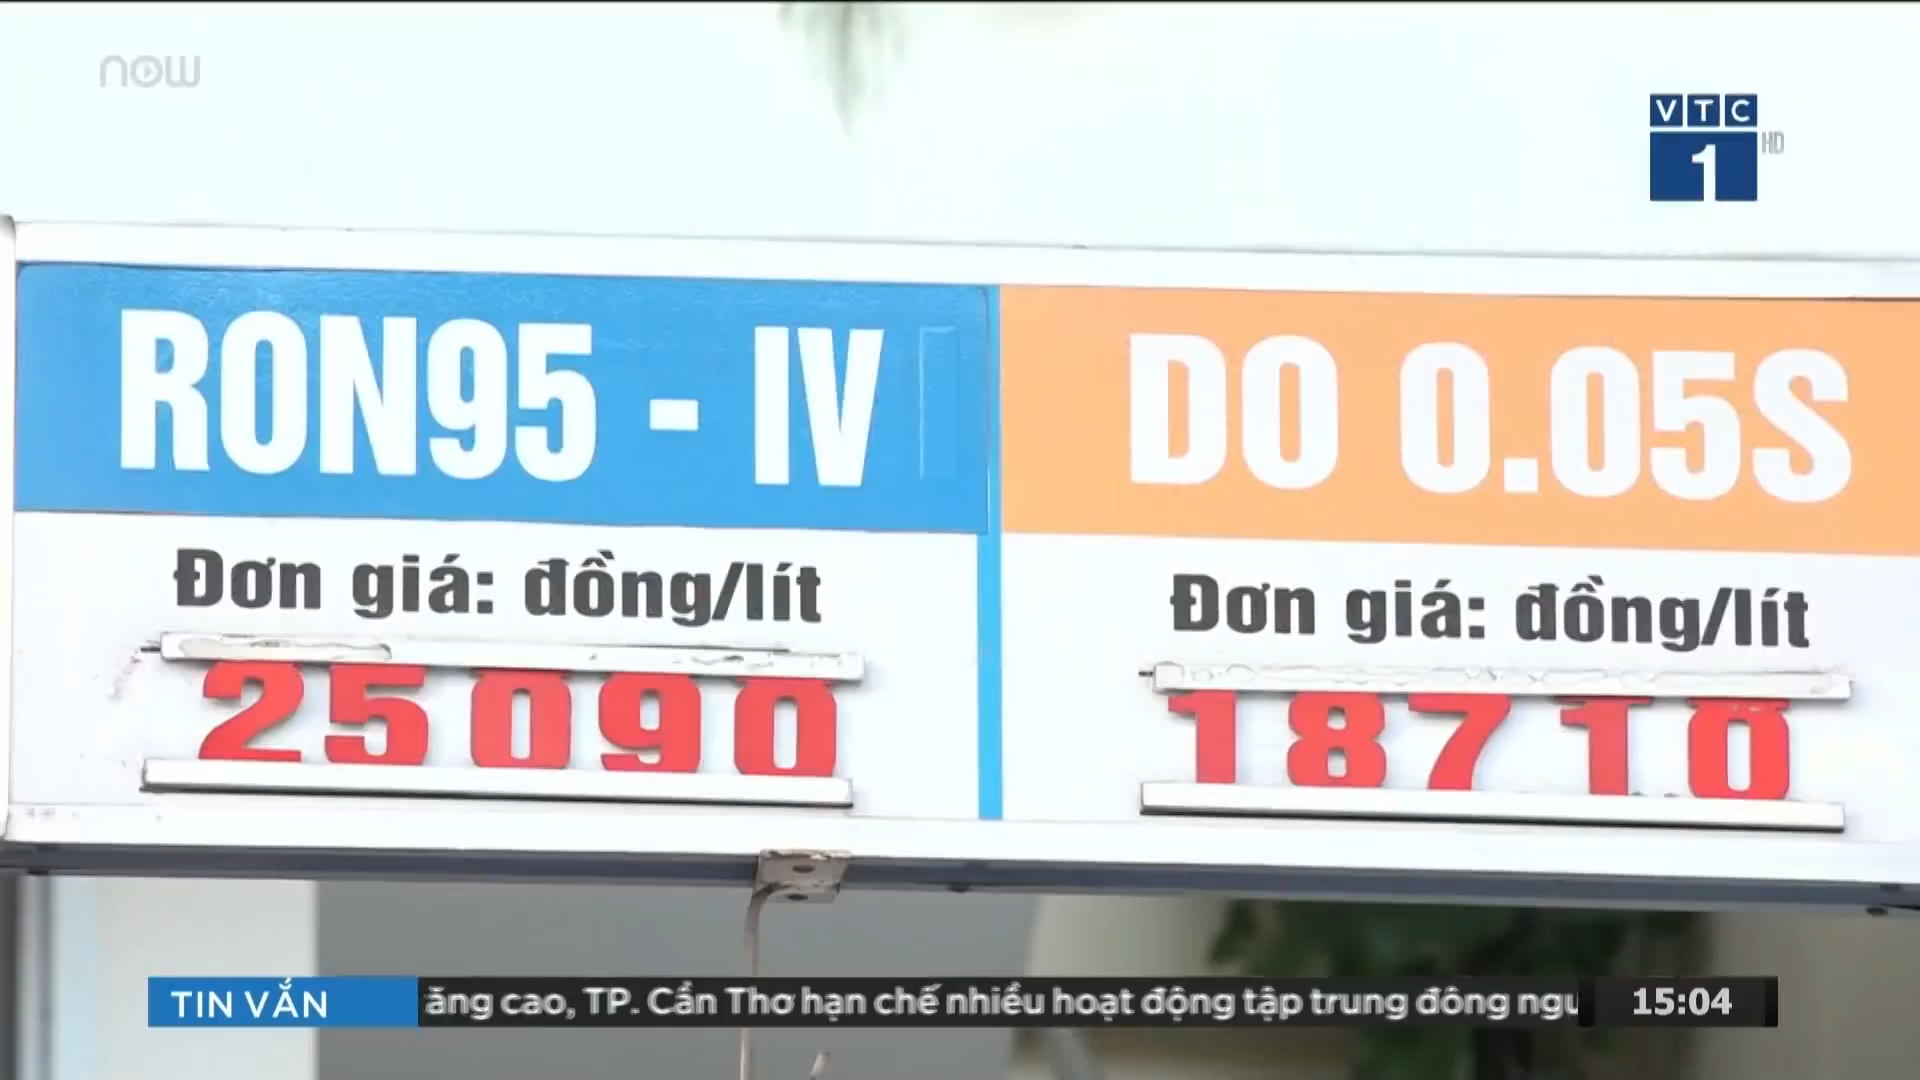 now
VTC
1
HD
RON95 - IV
DO 0.05S
Đơn giá: đồng/lít
Đơn giá: đồng/lít
25090
18710
TIN VẮN
ăng cao, TP. Cần Thơ hạn chế nhiều hoạt động tập trung đông ngư
15:04